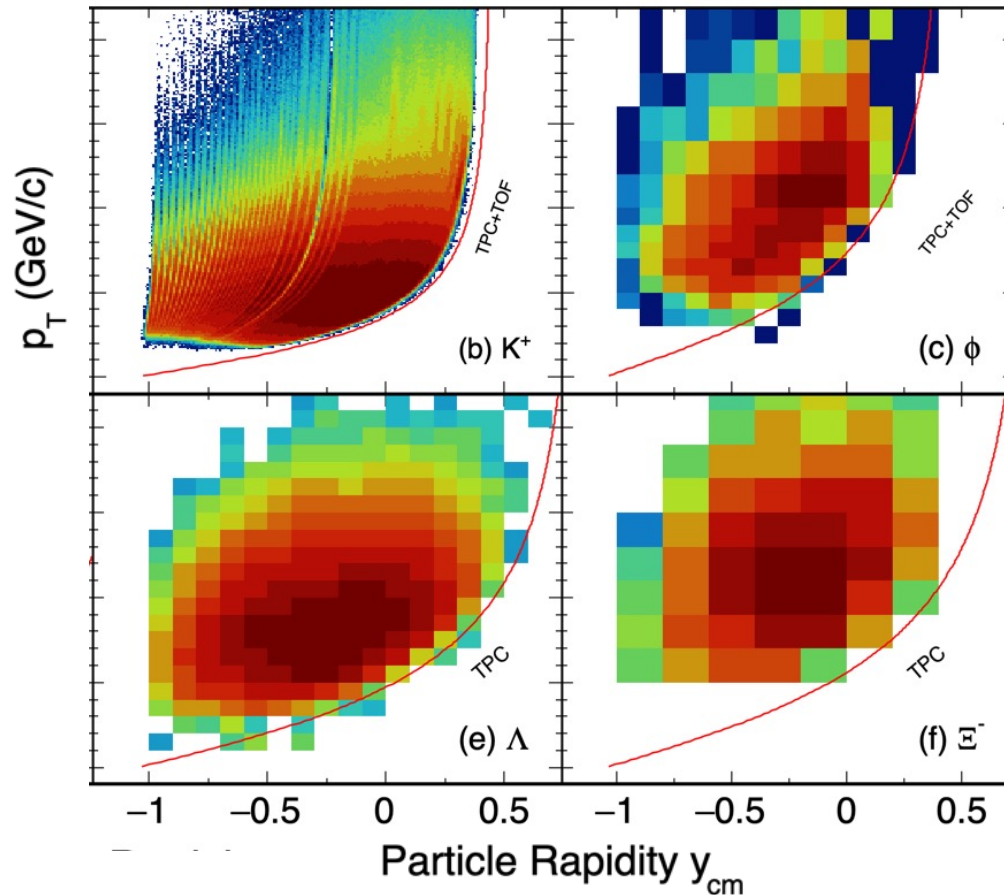 p_T (GeV/c)
TPC+TOF
(b) K⁺
TPC+TOF
(c) ϕ
TPC
(e) Λ
TPC
(f) Ξ⁻
−1 −0.5 0 0.5 −1 −0.5 0 0.5
Particle Rapidity y_cm